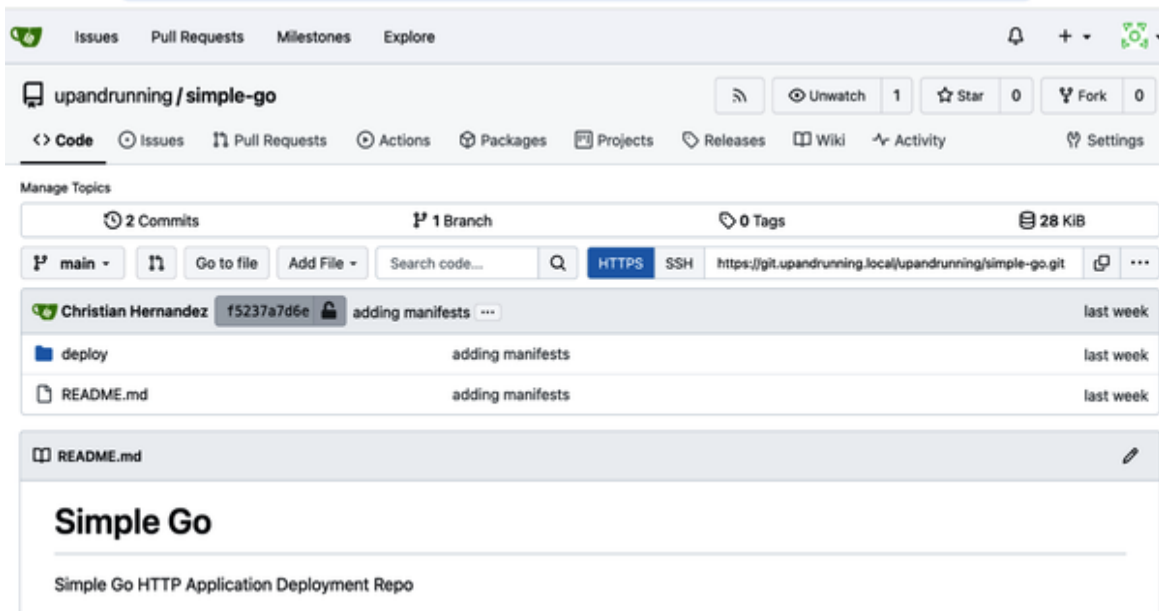 Issues Pull Requests Milestones Explore
upandrunning / simple-go Unwatch 1 Star 0 Fork 0
Code Issues Pull Requests Actions Packages Projects Releases Wiki Activity Settings
Manage Topics
2 Commits 1 Branch 0 Tags 28 KiB
main Go to file Add File Search code... HTTPS SSH https://git.upandrunning.local/upandrunning/simple-go.git
Christian Hernandez f5237a7d6e adding manifests ... last week
deploy adding manifests last week
README.md adding manifests last week
README.md
Simple Go
Simple Go HTTP Application Deployment Repo